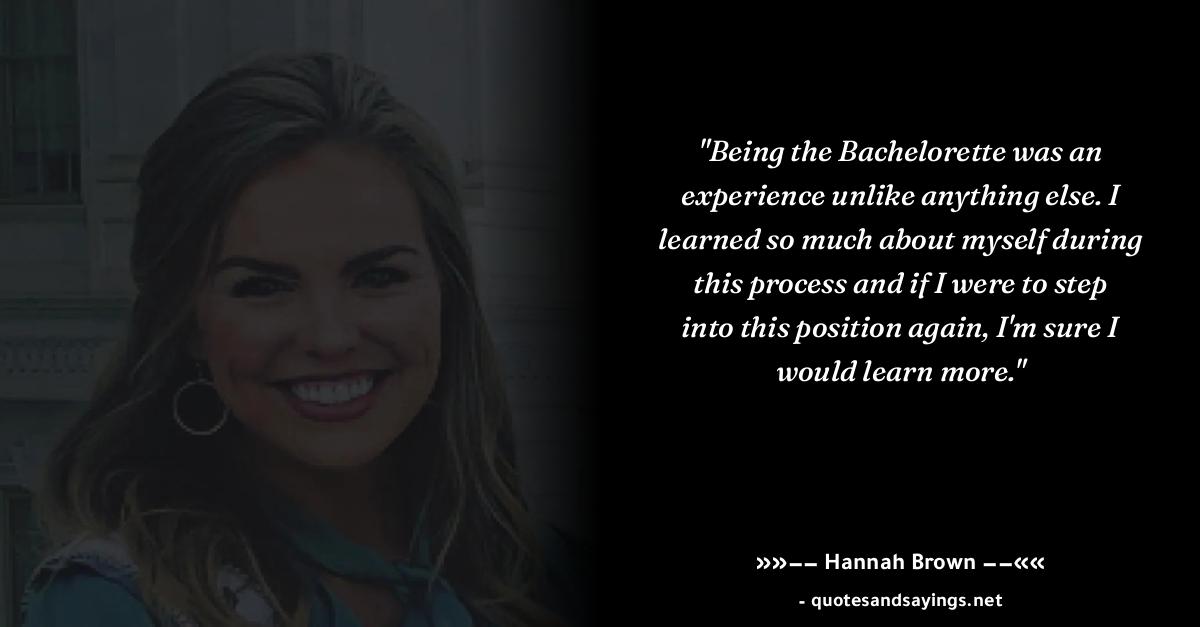 "Being the Bachelorette was an
experience unlike anything else. I
learned so much about myself during
this process and if I were to step
into this position again, I'm sure I
would learn more."
»»−− Hannah Brown −−««
- quotesandsayings.net